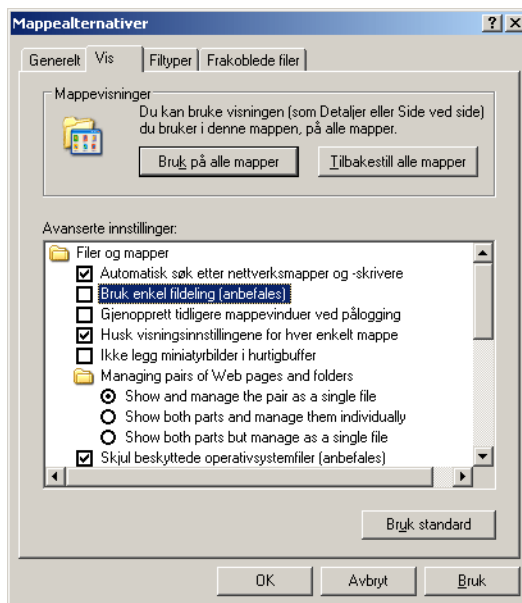 Mappealternativer
Generelt Vis Filtyper Frakoblede filer
Mappevisninger
Du kan bruke visningen (som Detaljer eller Side ved side)
du bruker i denne mappen, på alle mapper.
Bruk på alle mapper Tilbakestill alle mapper
Avanserte innstillinger:
Filer og mapper
Automatisk søk etter nettverksmapper og -skrivere
Bruk enkel fildeling (anbefales)
Gjenopprett tidligere mappevinduer ved pålogging
Husk visningsinnstillingene for hver enkelt mappe
Ikke legg miniatyrbilder i hurtigbuffer
Managing pairs of Web pages and folders
Show and manage the pair as a single file
Show both parts and manage them individually
Show both parts but manage as a single file
Skjul beskyttede operativsystemfiler (anbefales)
Bruk standard
OK Avbryt Bruk